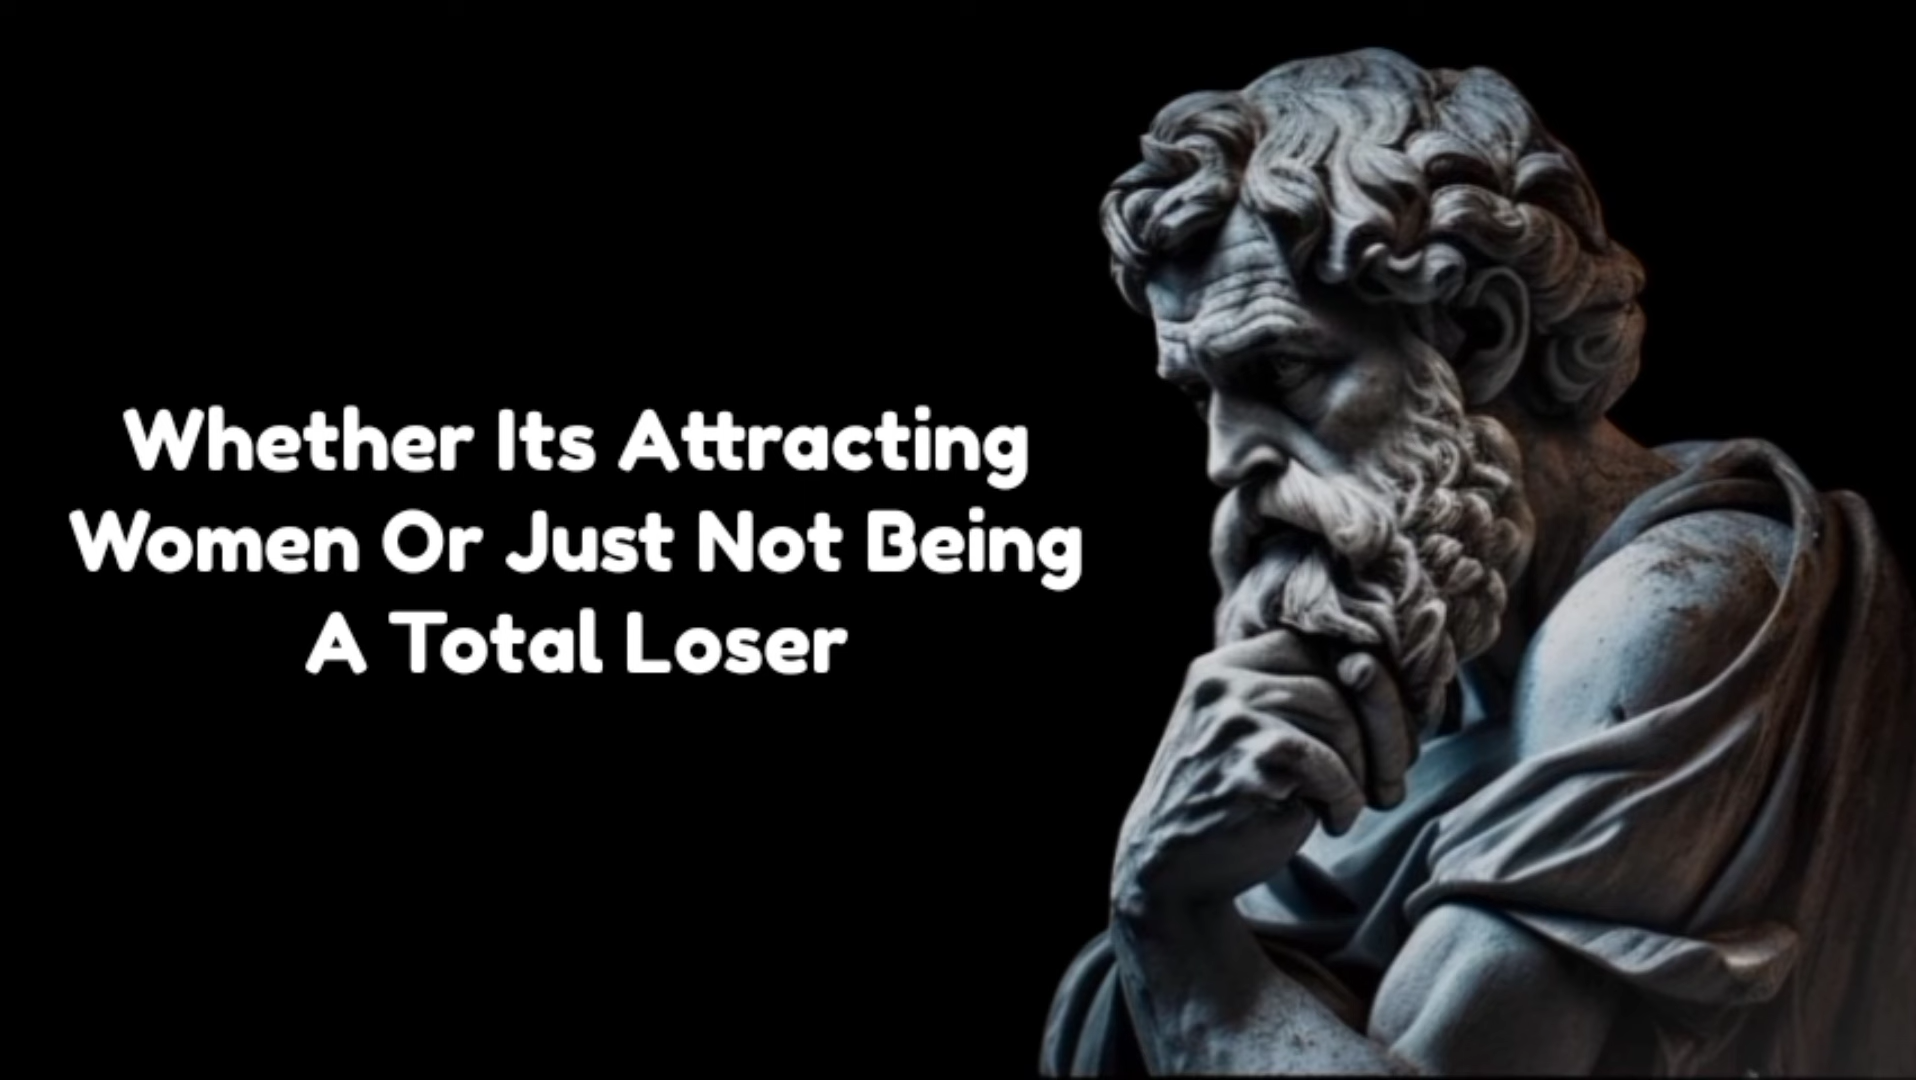 Whether Its Attracting
Women Or Just Not Being
A Total Loser